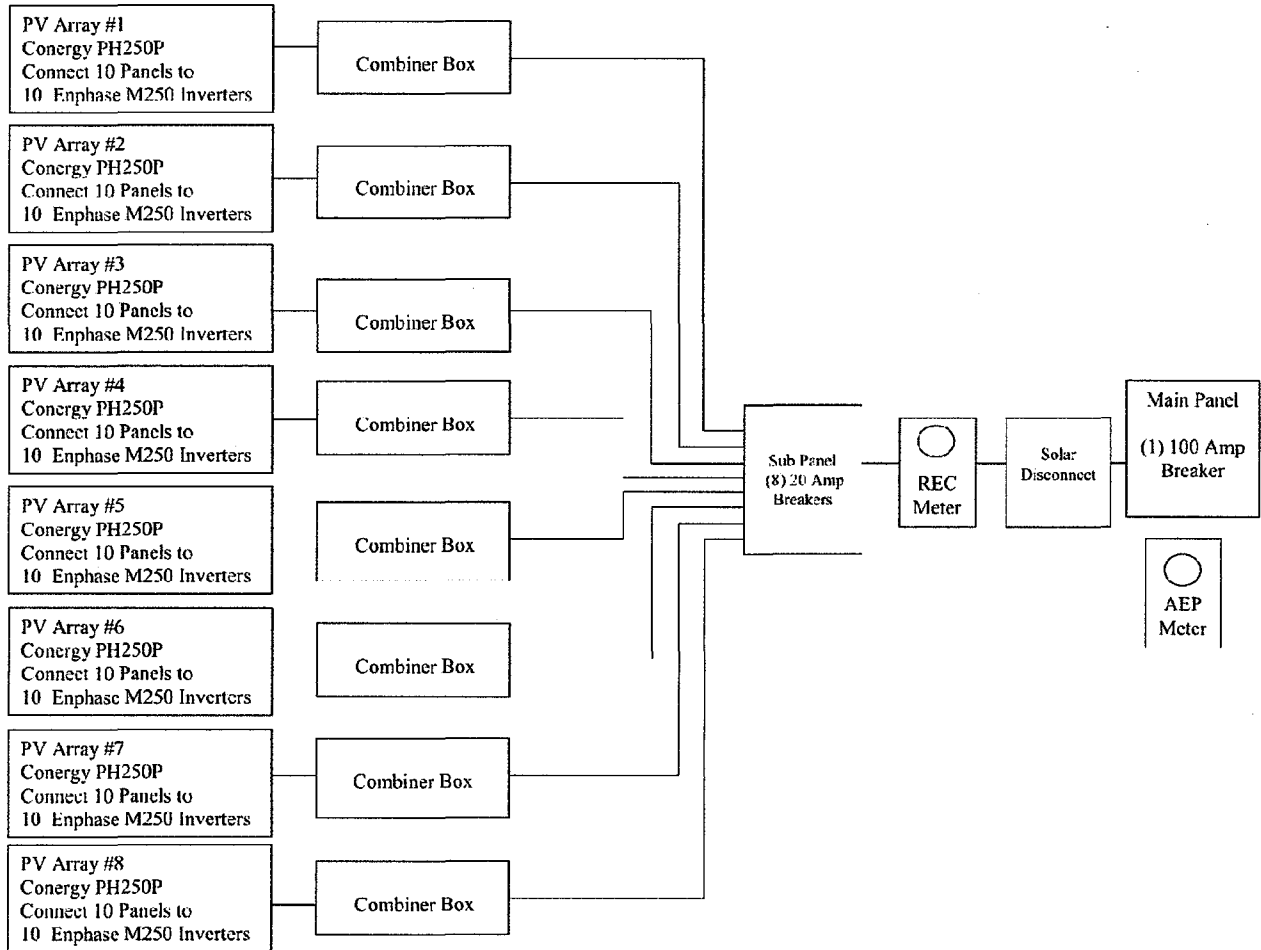 PV Array #1
Conergy PH250P
Connect 10 Panels to
10 Enphase M250 Inverters
Combiner Box
PV Array #2
Conergy PH250P
Connect 10 Panels to
10 Enphase M250 Inverters
Combiner Box
PV Array #3
Conergy PH250P
Connect 10 Panels to
10 Enphase M250 Inverters
Combiner Box
PV Array #4
Conergy PH250P
Connect 10 Panels to
10 Enphase M250 Inverters
Combiner Box
PV Array #5
Conergy PH250P
Connect 10 Panels to
10 Enphase M250 Inverters
Combiner Box
PV Array #6
Conergy PH250P
Connect 10 Panels to
10 Enphase M250 Inverters
Combiner Box
PV Array #7
Conergy PH250P
Connect 10 Panels to
10 Enphase M250 Inverters
Combiner Box
PV Array #8
Conergy PH250P
Connect 10 Panels to
10 Enphase M250 Inverters
Combiner Box
Sub Panel
(8) 20 Amp
Breakers
REC
Meter
Solar
Disconnect
Main Panel
(1) 100 Amp
Breaker
AEP
Meter